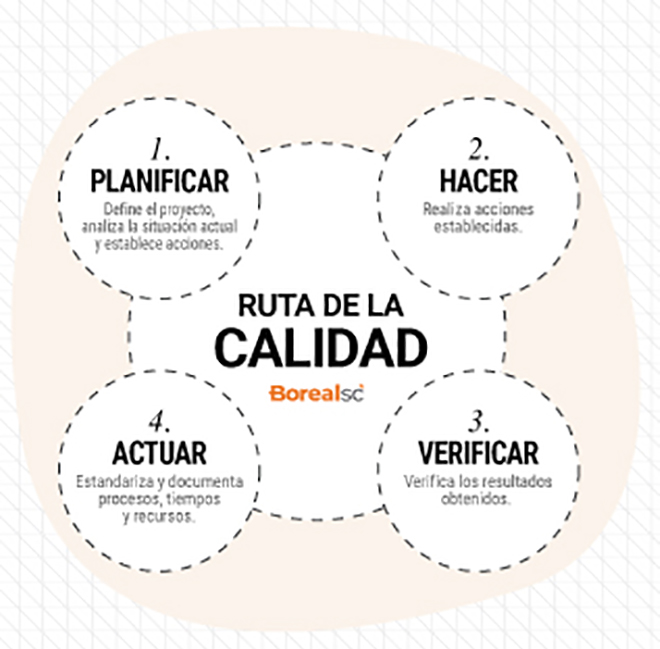 1.
PLANIFICAR
Define el proyecto,
analiza la situación actual
y establece acciones.
2.
HACER
Realiza acciones
establecidas.
RUTA DE LA
CALIDAD
Borealsc
4.
ACTUAR
Estandariza y documenta
procesos, tiempos
y recursos.
3.
VERIFICAR
Verifica los resultados
obtenidos.